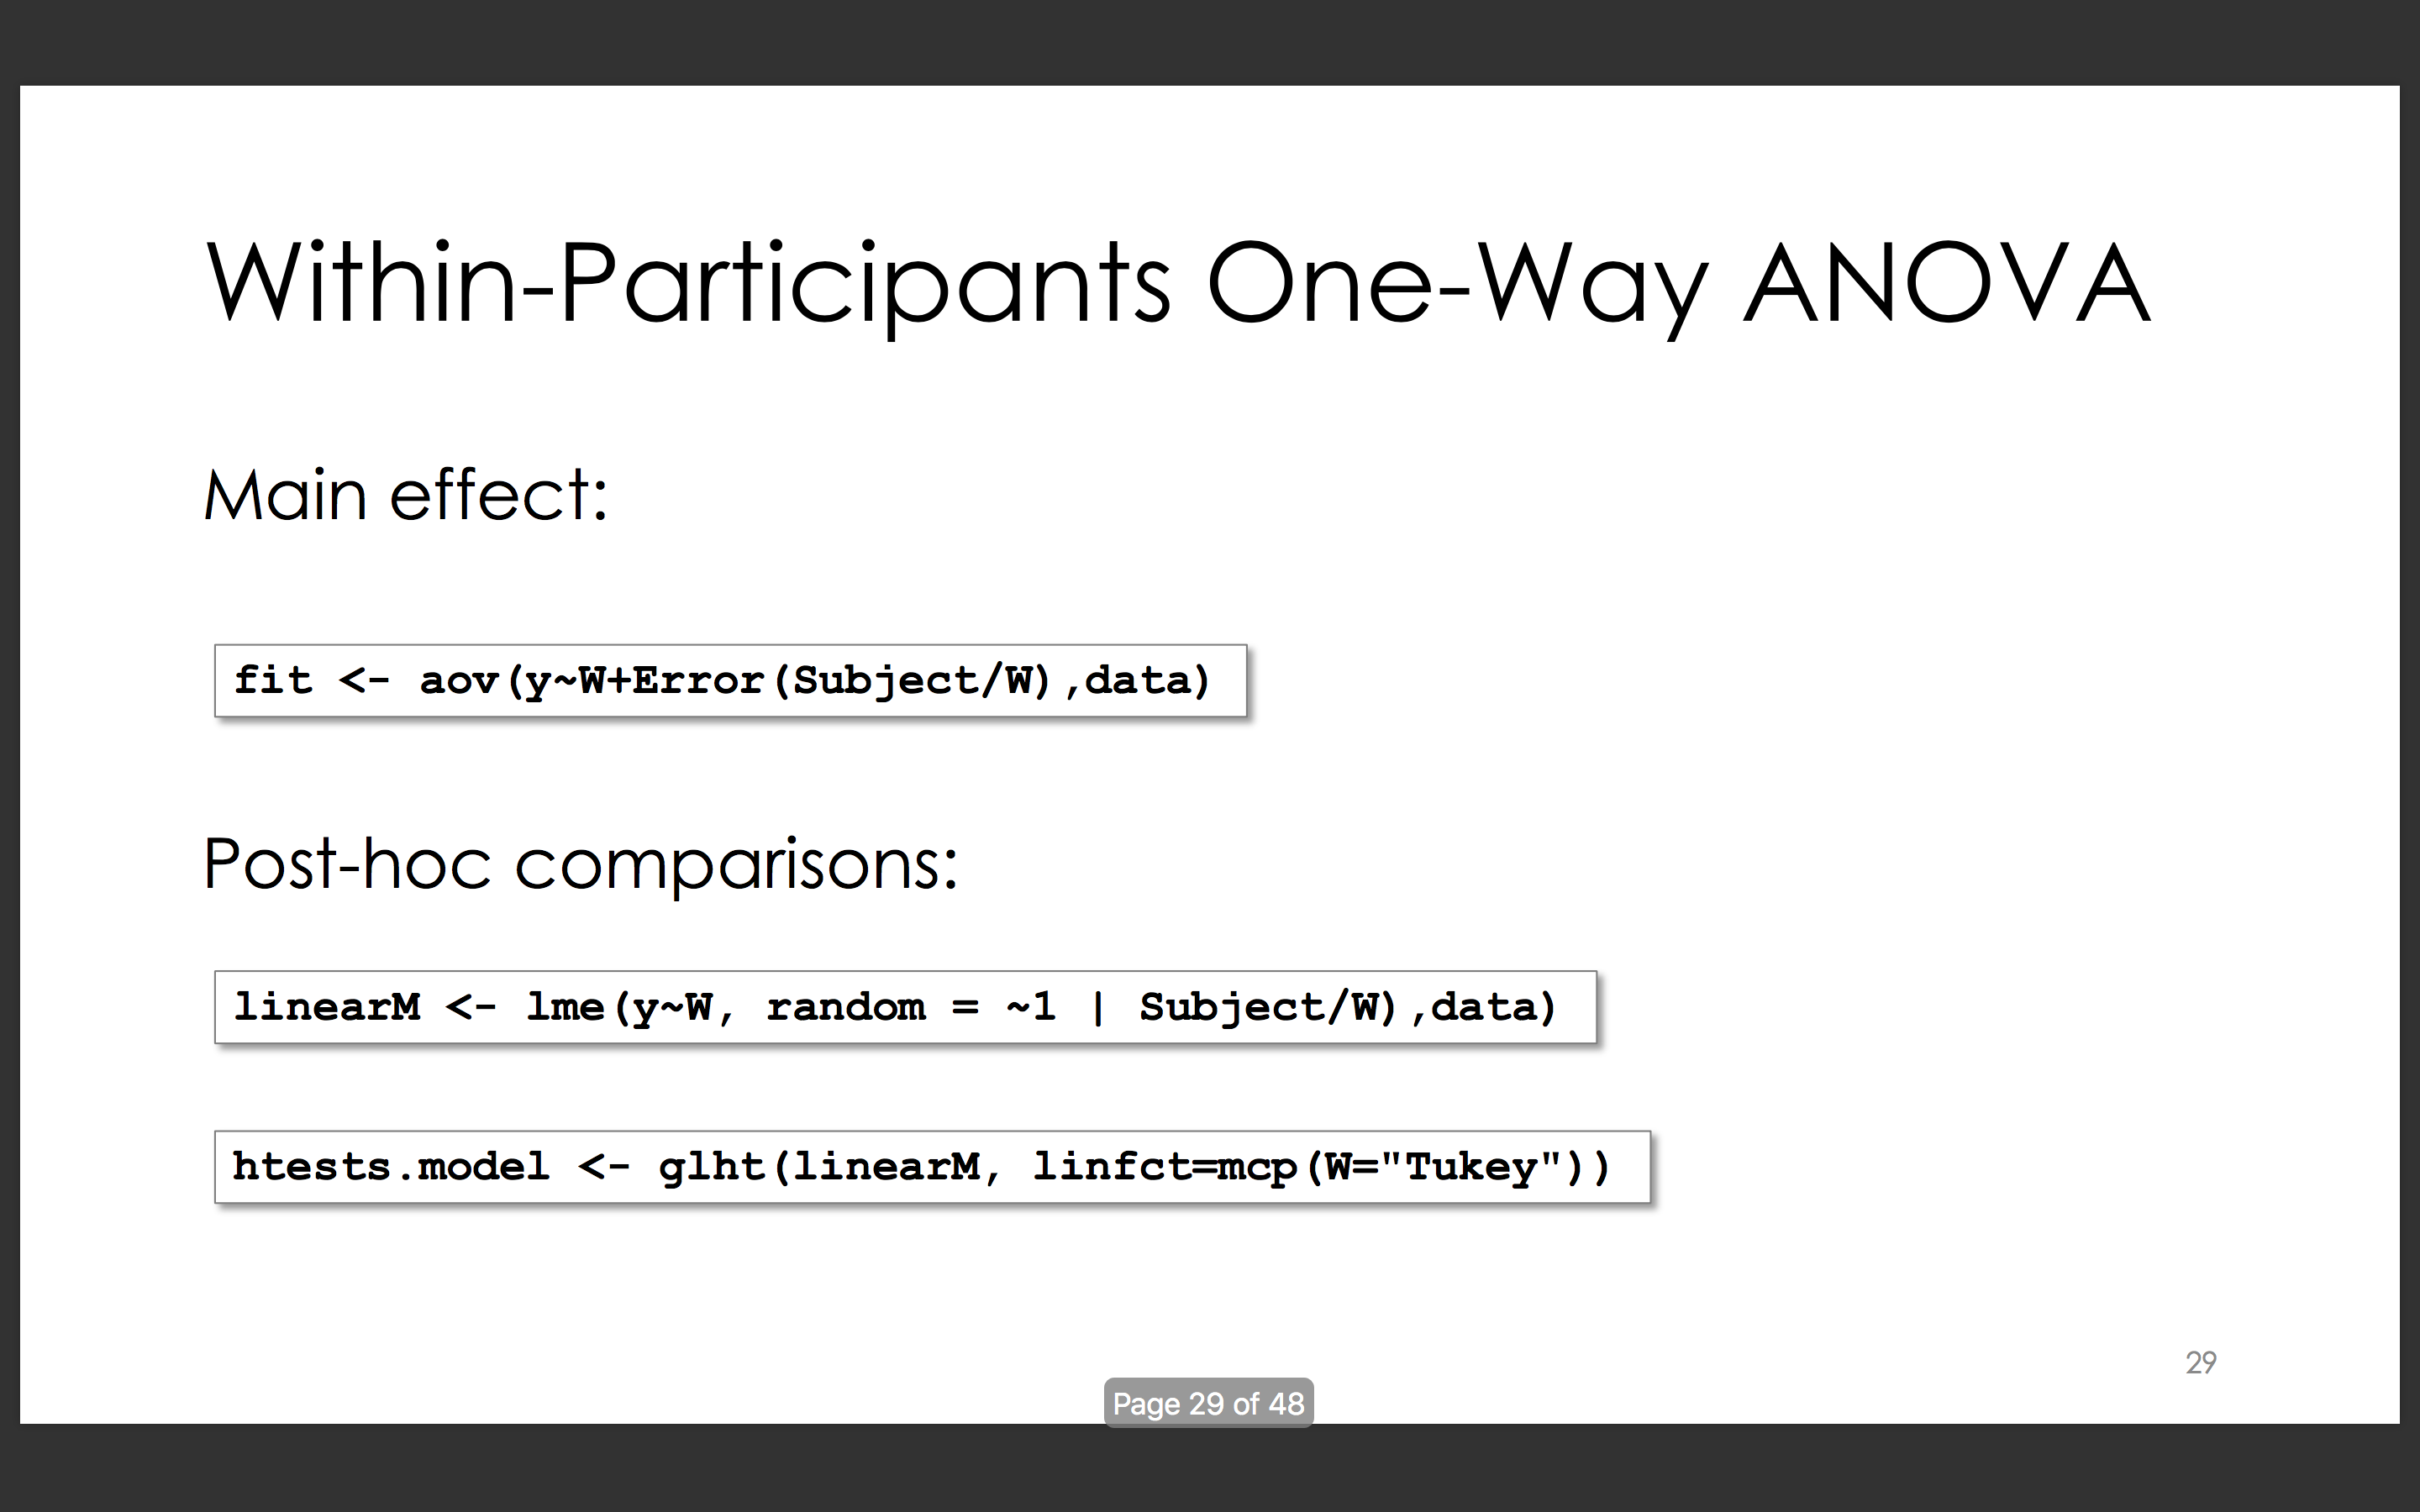 Within-Participants One-Way ANOVA
Main effect:
fit <- aov(y~W+Error(Subject/W),data)
Post-hoc comparisons:
linearM <- lme(y~W, random = ~1 | Subject/W),data)
htests.model <- glht(linearM, linfct=mcp(W="Tukey"))
29
Page 29 of 48